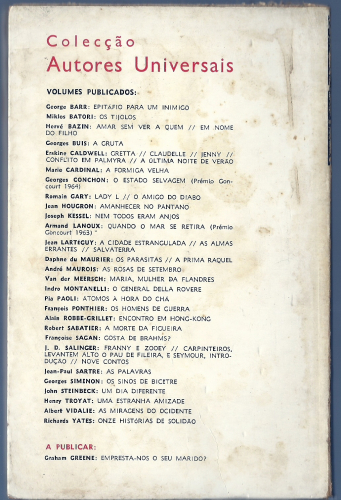 Colecção
Autores Universais
VOLUMES PUBLICADOS:
George BARR: EPITÁFIO PARA UM INIMIGO
Miklos BATORI: OS TIJOLOS
Hervé BAZIN: AMAR SEM VER A QUEM // EM NOME
DO FILHO
Georges BUIS: A GRUTA
Erskine CALDWELL: GRETTA // CLAUDELLE // JENNY //
CONFLITO EM PALMYRA // A ÚLTIMA NOITE DE VERÃO
Mario CARDINAL: A FORMIGA VELHA
Georges CONCHON: O ESTADO SELVAGEM (Prémio Gon-
court 1964)
Romain GARY: LADY L // O AMIGO DO DIABO
Jean HOUGRON: AMANHECER NO PÂNTANO
Joseph KESSEL: NEM TODOS ERAM ANJOS
Armand LANOUX: QUANDO O MAR SE RETIRA (Prémio
Goncourt 1963)
Jean LARTEGUY: A CIDADE ESTRANGULADA // AS ALMAS
ERRANTES // SALVATERRA
Daphne du MAURIER: OS PARASITAS // A PRIMA RAQUEL
André MAUROIS: AS ROSAS DE SETEMBRO
Van der MEERSCH: MARIA, MULHER DA FLANDRES
Indro MONTANELLI: O GENERAL DELLA ROVERE
Pia PAOLI: ÁTOMOS À HORA DO CHÁ
François PONTHIER: OS HOMENS DE GUERRA
Alain ROBBE-GRILLET: ENCONTRO EM HONG-KONG
Robert SABATIER: A MORTE DA FIGUEIRA
Françoise SAGAN: GOSTA DE BRAHMS?
J. D. SALINGER: FRANNY E ZOOEY // CARPINTEIROS,
LEVANTEM ALTO O PAU DE FILEIRA, E SEYMOUR, INTRO-
DUÇÃO // NOVE CONTOS
Jean-Paul SARTRE: AS PALAVRAS
Georges SIMENON: OS SINOS DE BICETRE
John STEINBECK: UM DIA DIFERENTE
Henry TROYAT: UMA ESTRANHA AMIZADE
Albert VIDALIE: AS MIRAGENS DO OCIDENTE
Richards YATES: ONZE HISTÓRIAS DE SOLIDÃO
A PUBLICAR:
Graham GREENE: EMPRESTA-NOS O SEU MARIDO?